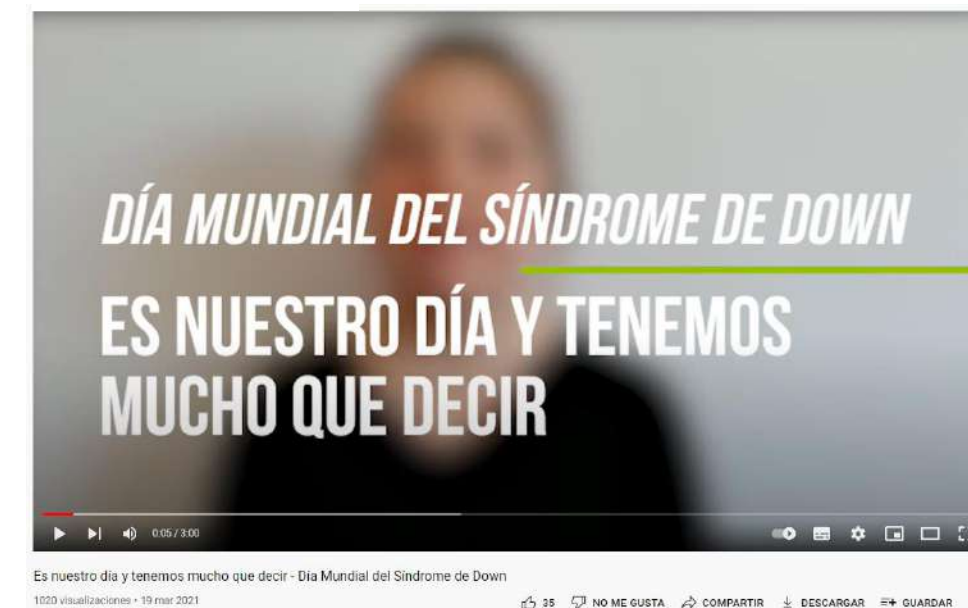 DÍA MUNDIAL DEL SÍNDROME DE DOWN
ES NUESTRO DÍA Y TENEMOS
MUCHO QUE DECIR
0:05 / 3:00
Es nuestro día y tenemos mucho que decir - Día Mundial del Síndrome de Down
1020 visualizaciones • 19 mar 2021
35 NO ME GUSTA COMPARTIR DESCARGAR GUARDAR